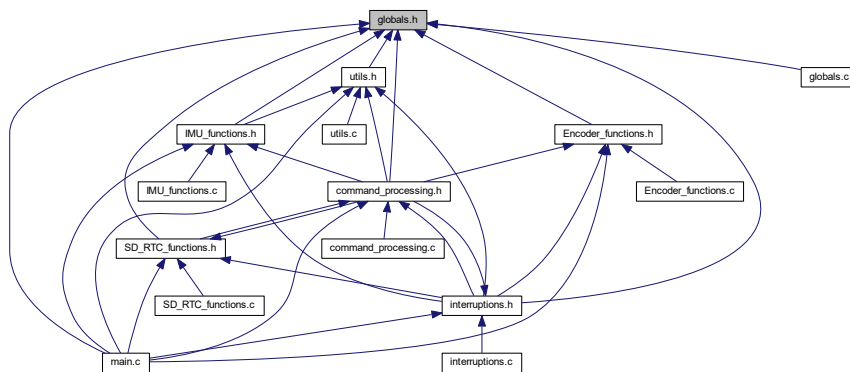 globals.h
utils.h
globals.c
IMU_functions.h
utils.c
Encoder_functions.h
IMU_functions.c
command_processing.h
Encoder_functions.c
SD_RTC_functions.h
command_processing.c
SD_RTC_functions.c
interruptions.h
main.c
interruptions.c